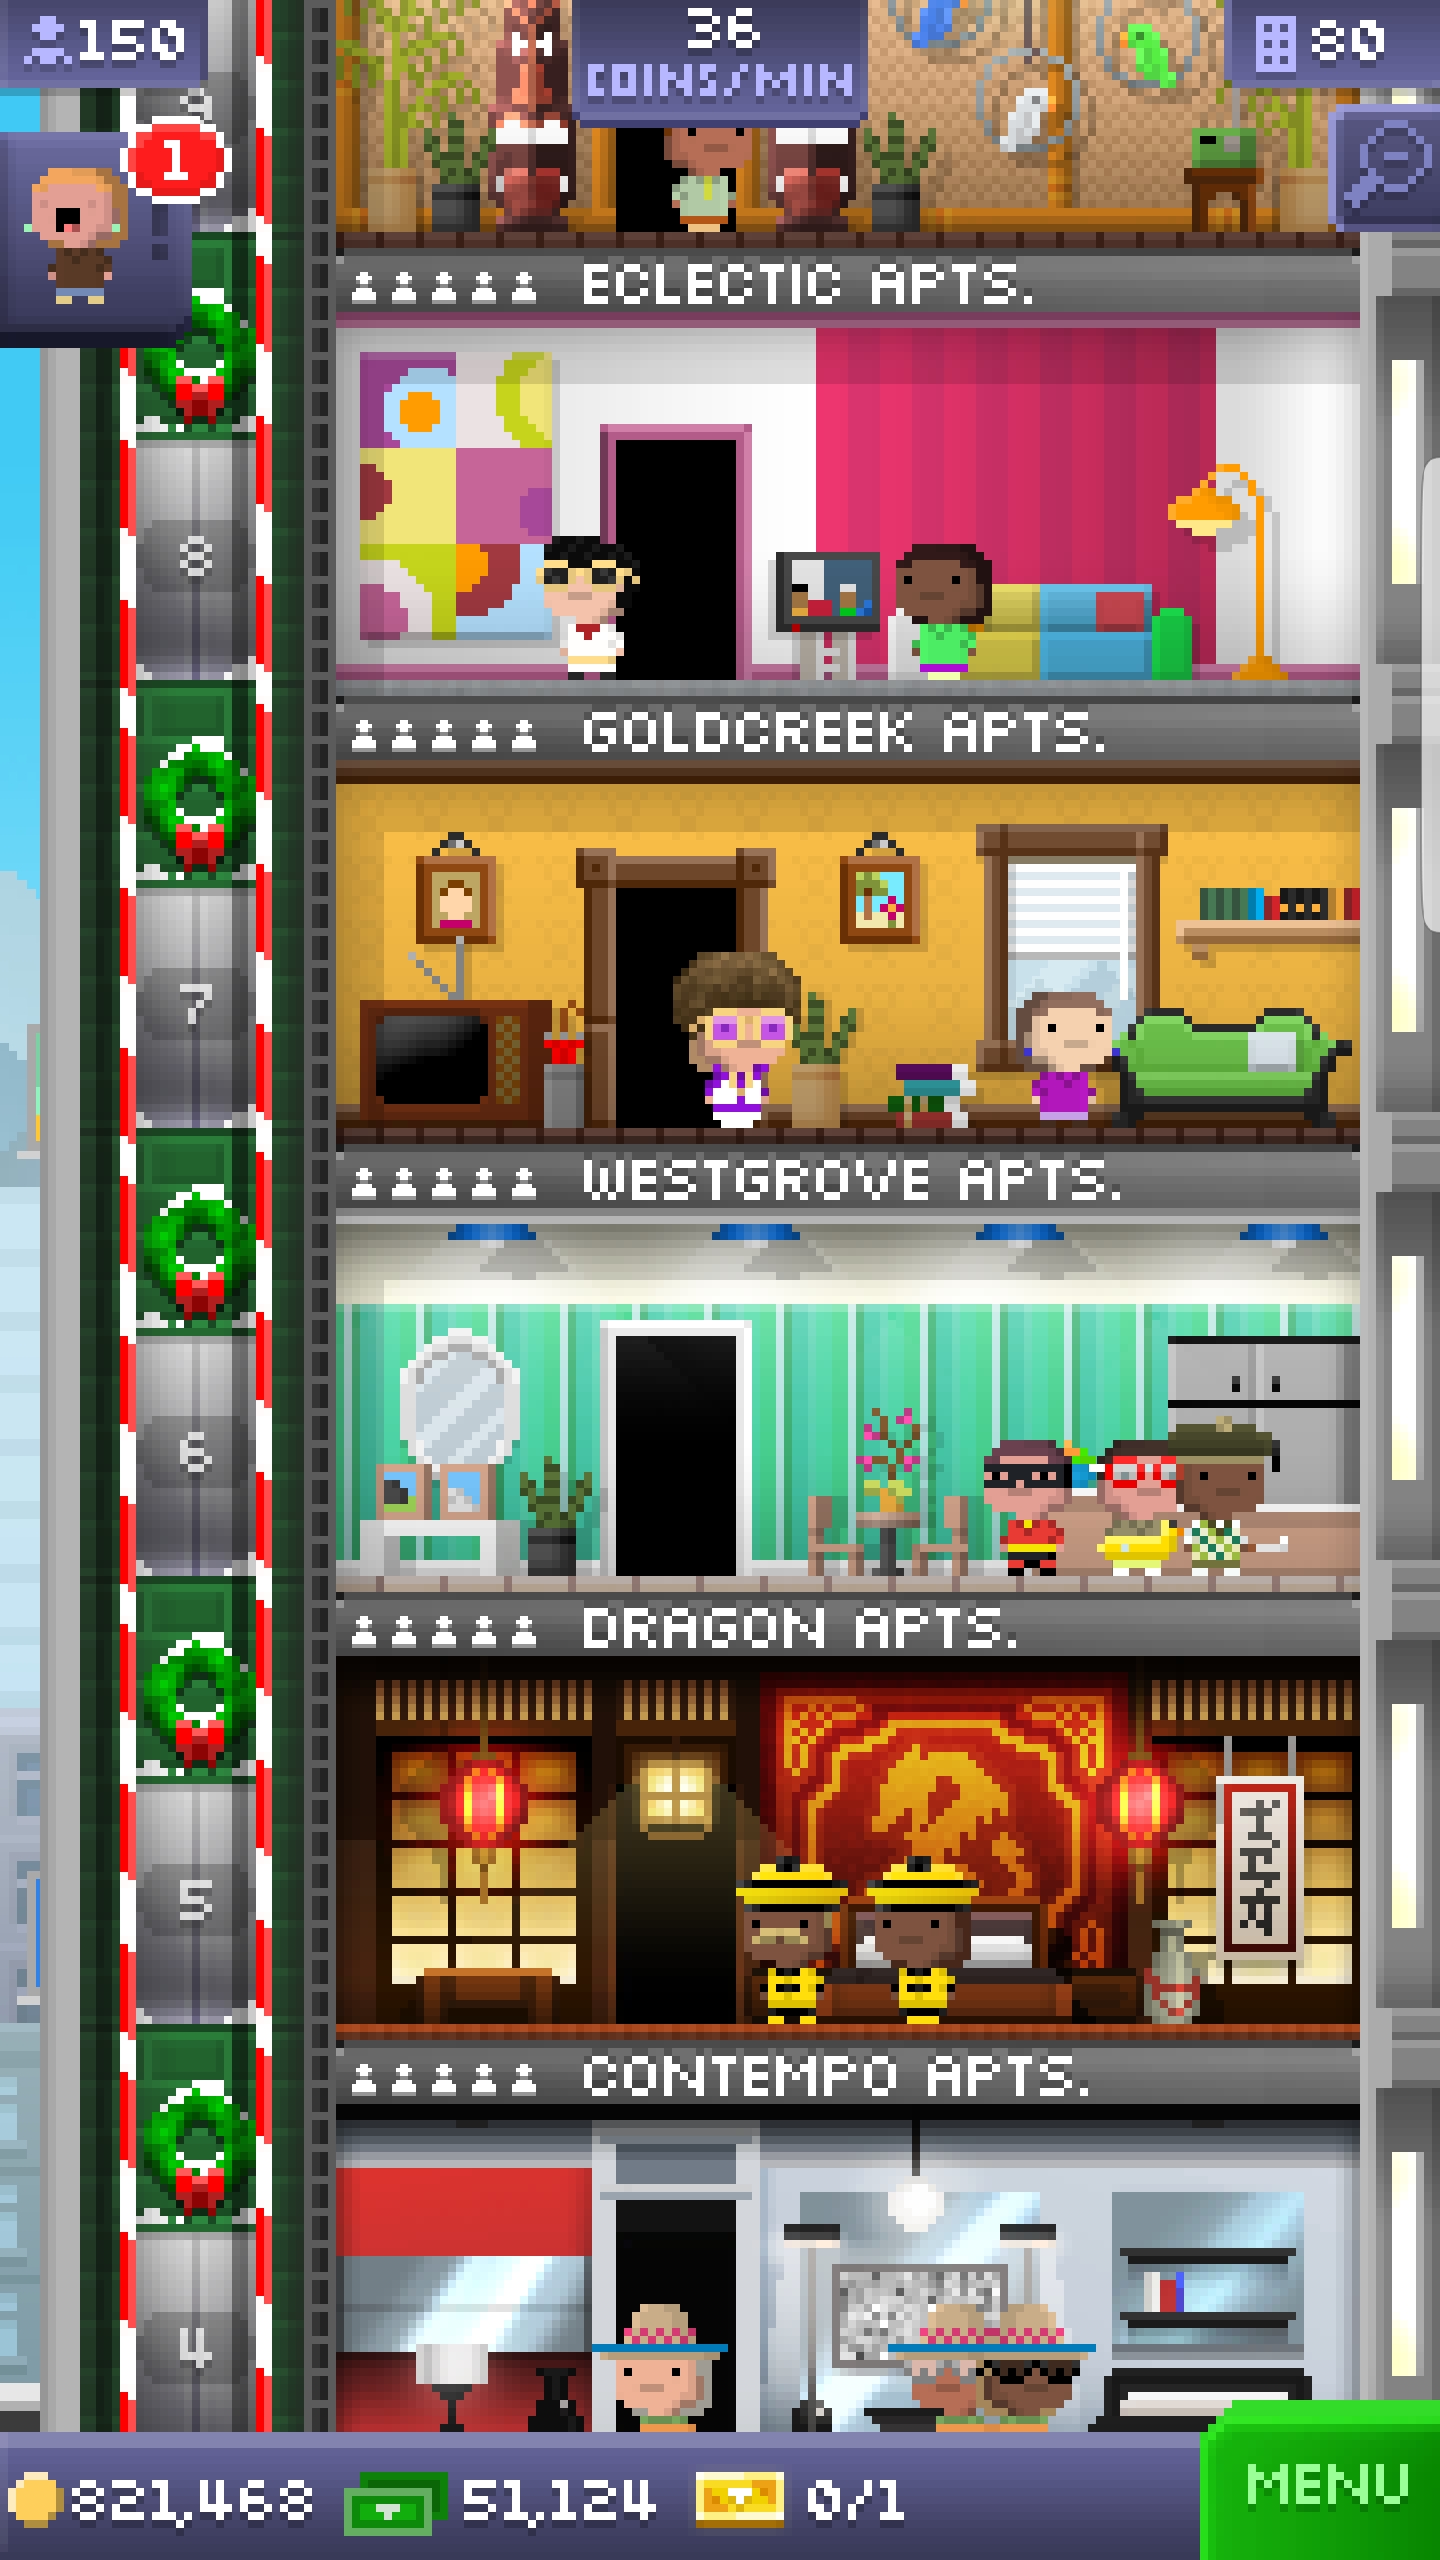 150
36
COINS/MIN
80
1
9
ECLECTIC APTS.
8
GOLDCREEK APTS.
7
WESTGROVE APTS.
6
DRAGON APTS.
5
CONTEMPO APTS.
4
821,468
51,124
0/1
MENU